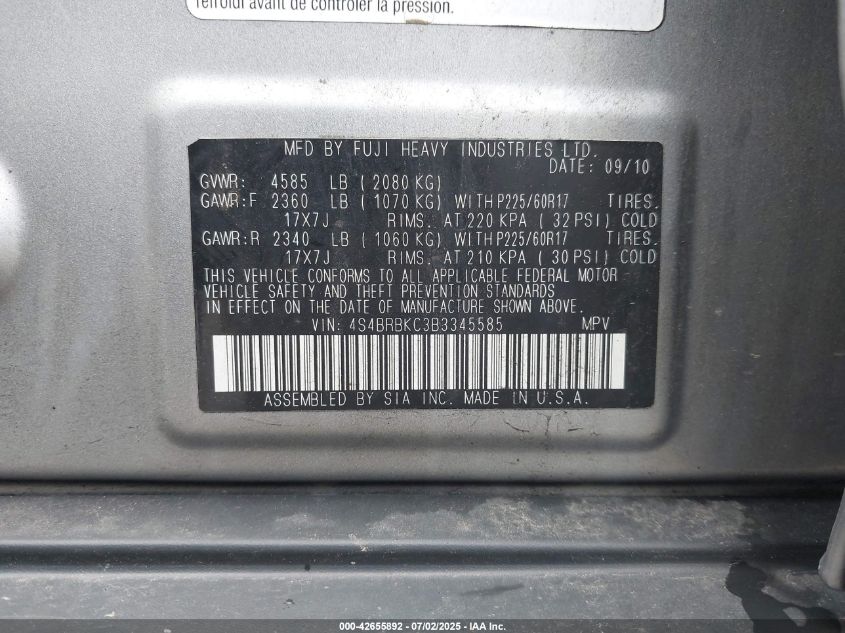 refroidi avant de contrôler la pression.
MFD BY FUJI HEAVY INDUSTRIES LTD.
DATE: 09/10
GVWR: 4585 LB ( 2080 KG)
GAWR:F 2360 LB ( 1070 KG) WITH P225/60R17 TIRES.
17X7J RIMS. AT 220 KPA ( 32 PSI) COLD
GAWR:R 2340 LB ( 1060 KG) WITH P225/60R17 TIRES.
17X7J RIMS. AT 210 KPA ( 30 PSI) COLD
THIS VEHICLE CONFORMS TO ALL APPLICABLE FEDERAL MOTOR
VEHICLE SAFETY AND THEFT PREVENTION STANDARDS
IN EFFECT ON THE DATE OF MANUFACTURE SHOWN ABOVE.
VIN: 4S4BRBKC3B3345585 MPV
ASSEMBLED BY SIA INC. MADE IN U.S.A.
000-42655892 - 07/02/2025 - IAA Inc.